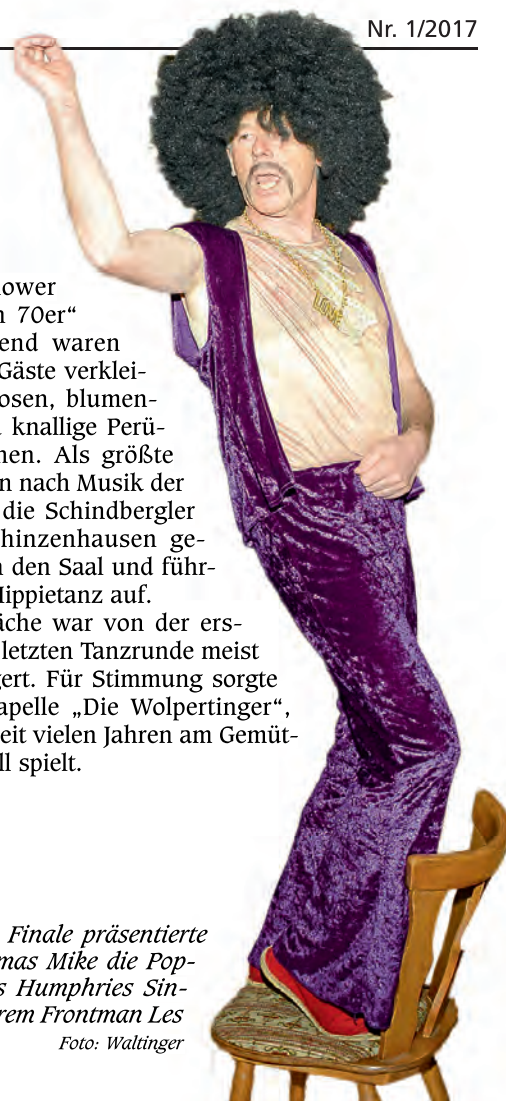 Nr. 1/2017
lower
n 70er“
end waren
Gäste verklei-
osen, blumen-
knallige Perü-
nen. Als größte
n nach Musik der
die Schindbergler
hinzenhausen ge-
n den Saal und führ-
Hippietanz auf.
äche war von der ers-
letzten Tanzrunde meist
gert. Für Stimmung sorgte
apelle „Die Wolpertinger“,
eit vielen Jahren am Gemüt-
ll spielt.
Finale präsentierte
mas Mike die Pop-
s Humphries Sin-
rem Frontman Les
Foto: Waltinger
LOVE